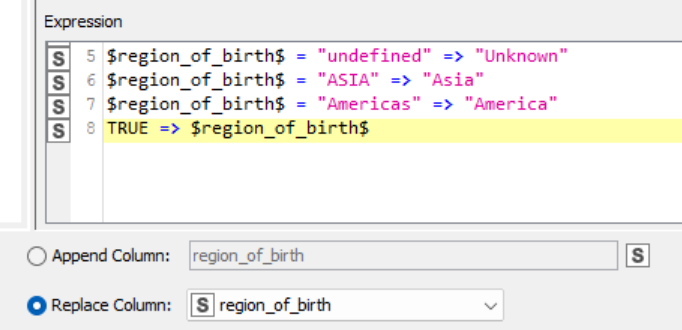 Expression
S 5 $region_of_birth$ = "undefined" => "Unknown"
S 6 $region_of_birth$ = "ASIA" => "Asia"
S 7 $region_of_birth$ = "Americas" => "America"
S 8 TRUE => $region_of_birth$
Append Column: region_of_birth S
Replace Column: S region_of_birth